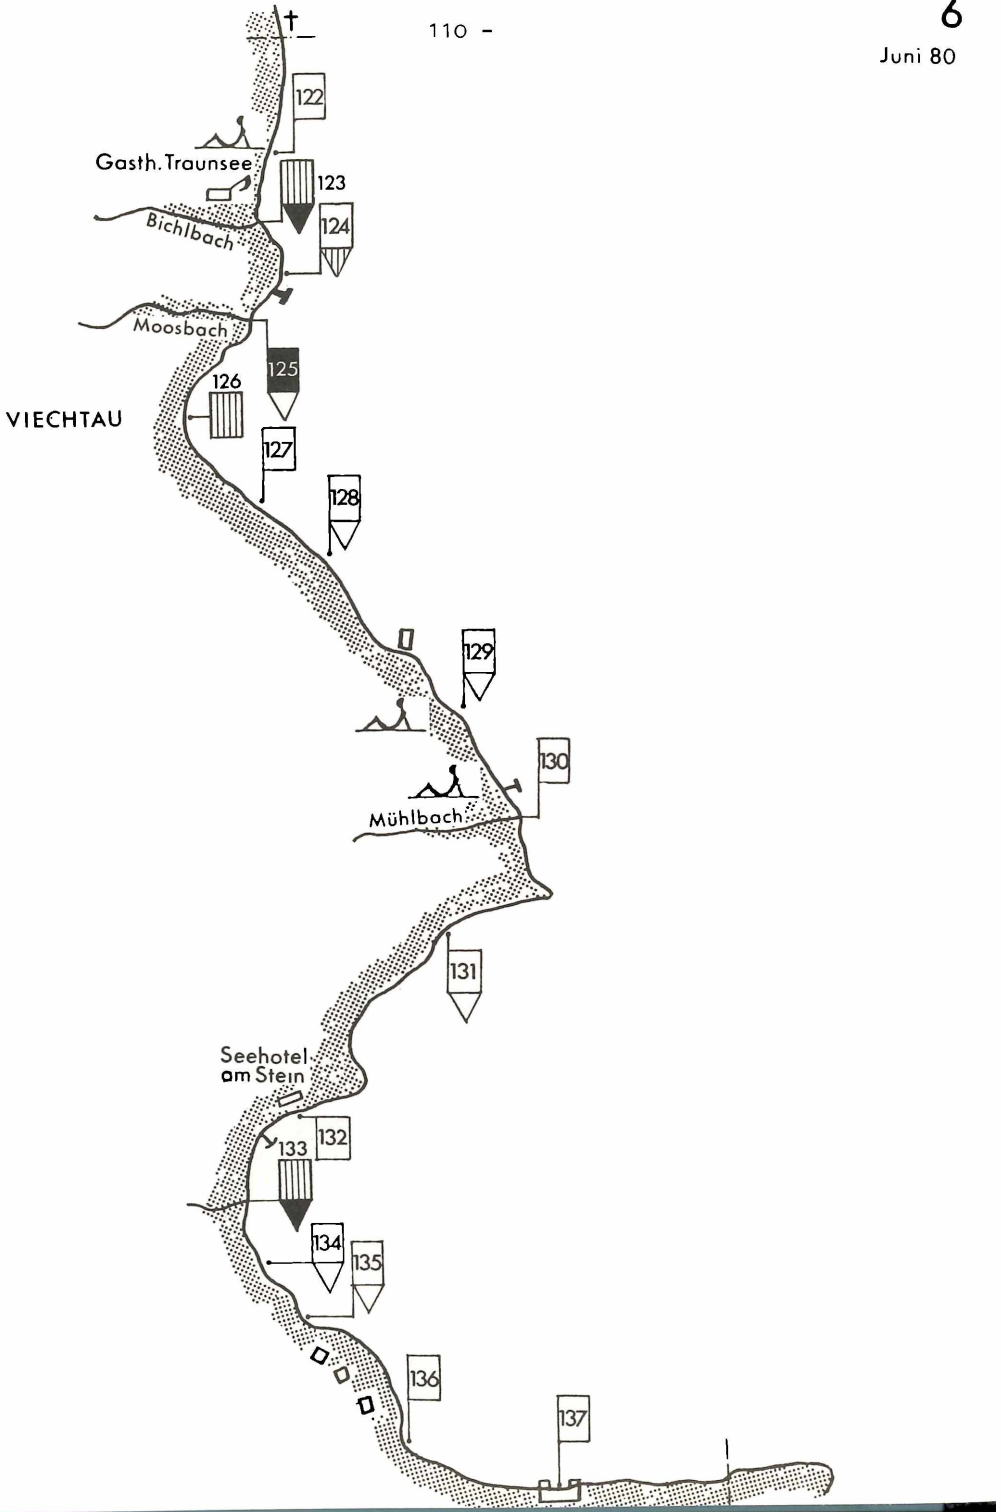 110 -
6
Juni 80
122
Gasth. Traunsee
123
124
Bichlbach
Moosbach
125
126
VIECHTAU
127
128
129
130
Mühlbach
131
Seehotel
am Stein
132
133
134
135
136
137